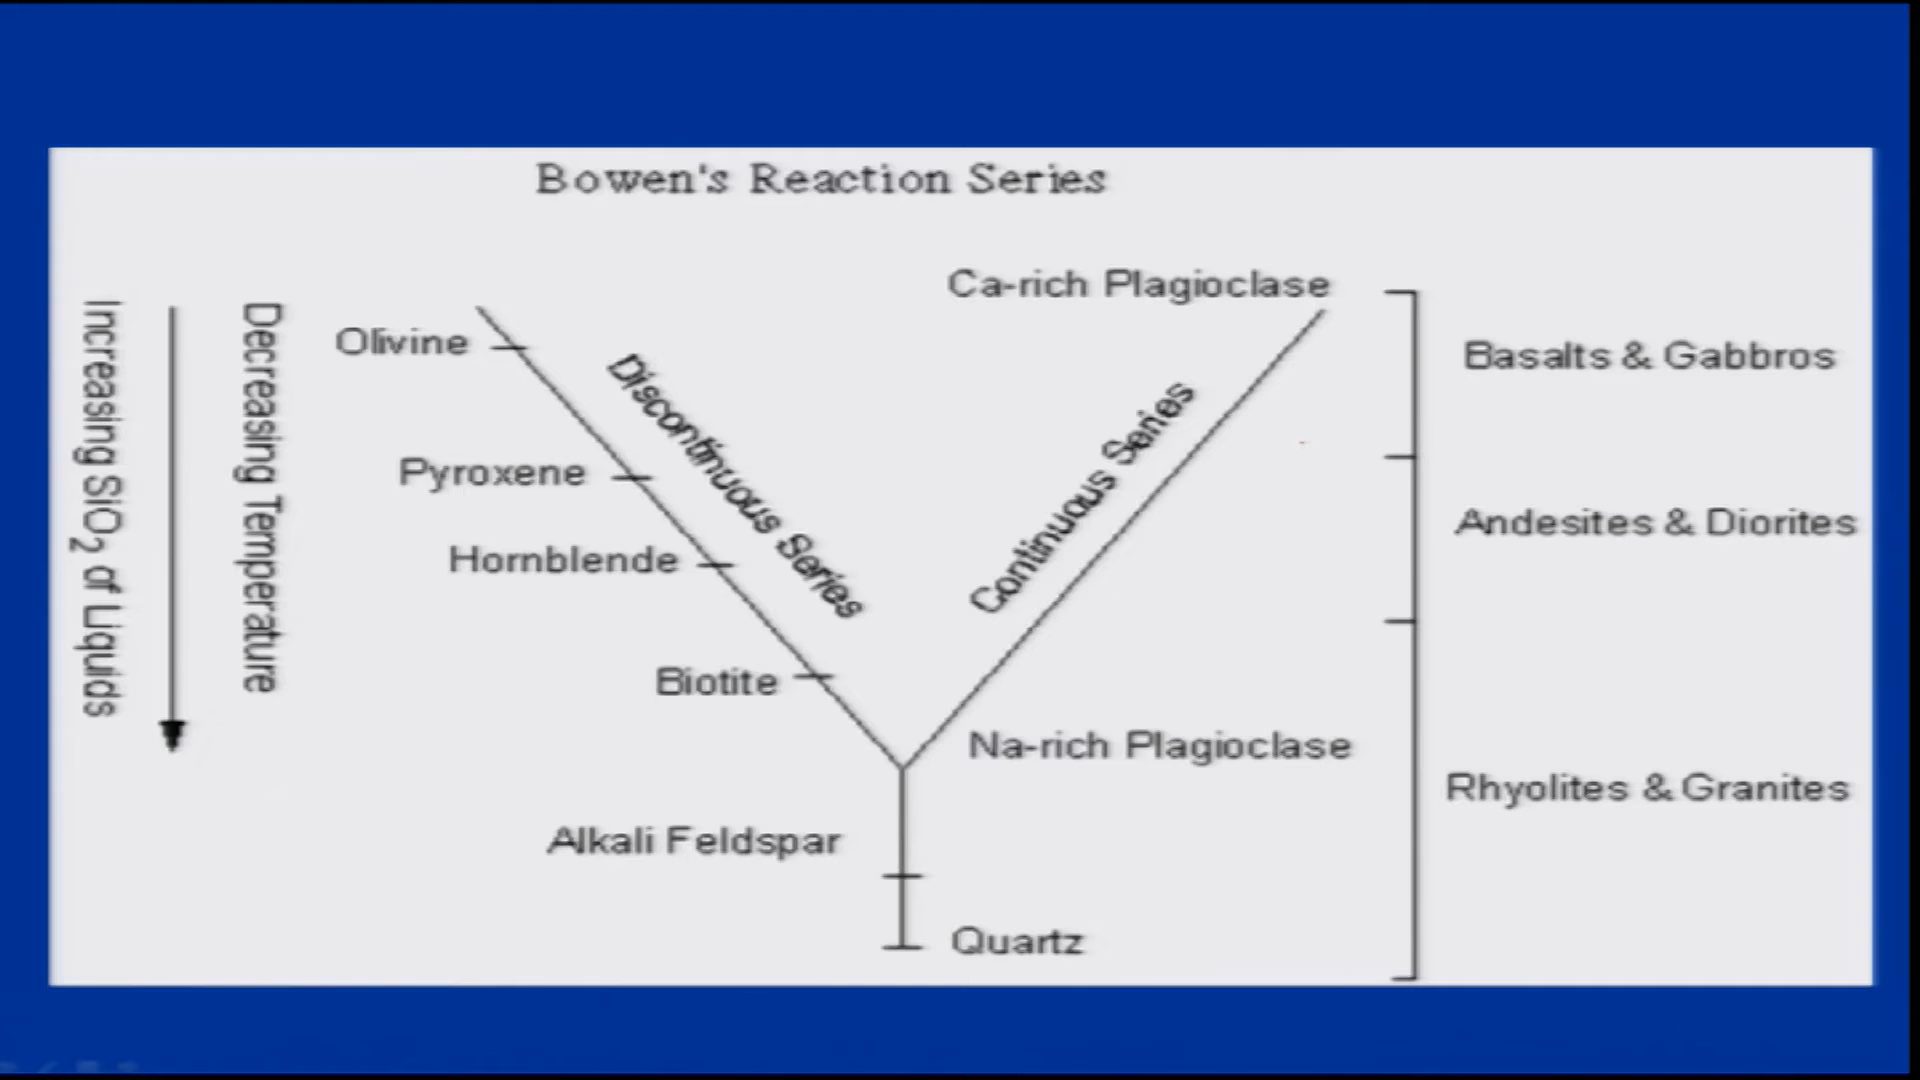 Bowen's Reaction Series
Increasing SiO2 of Liquids
Decreasing Temperature
Olivine
Pyroxene
Hornblende
Biotite
Discontinuous Series
Ca-rich Plagioclase
Continuous Series
Na-rich Plagioclase
Alkali Feldspar
Quartz
Basalts & Gabbros
Andesites & Diorites
Rhyolites & Granites